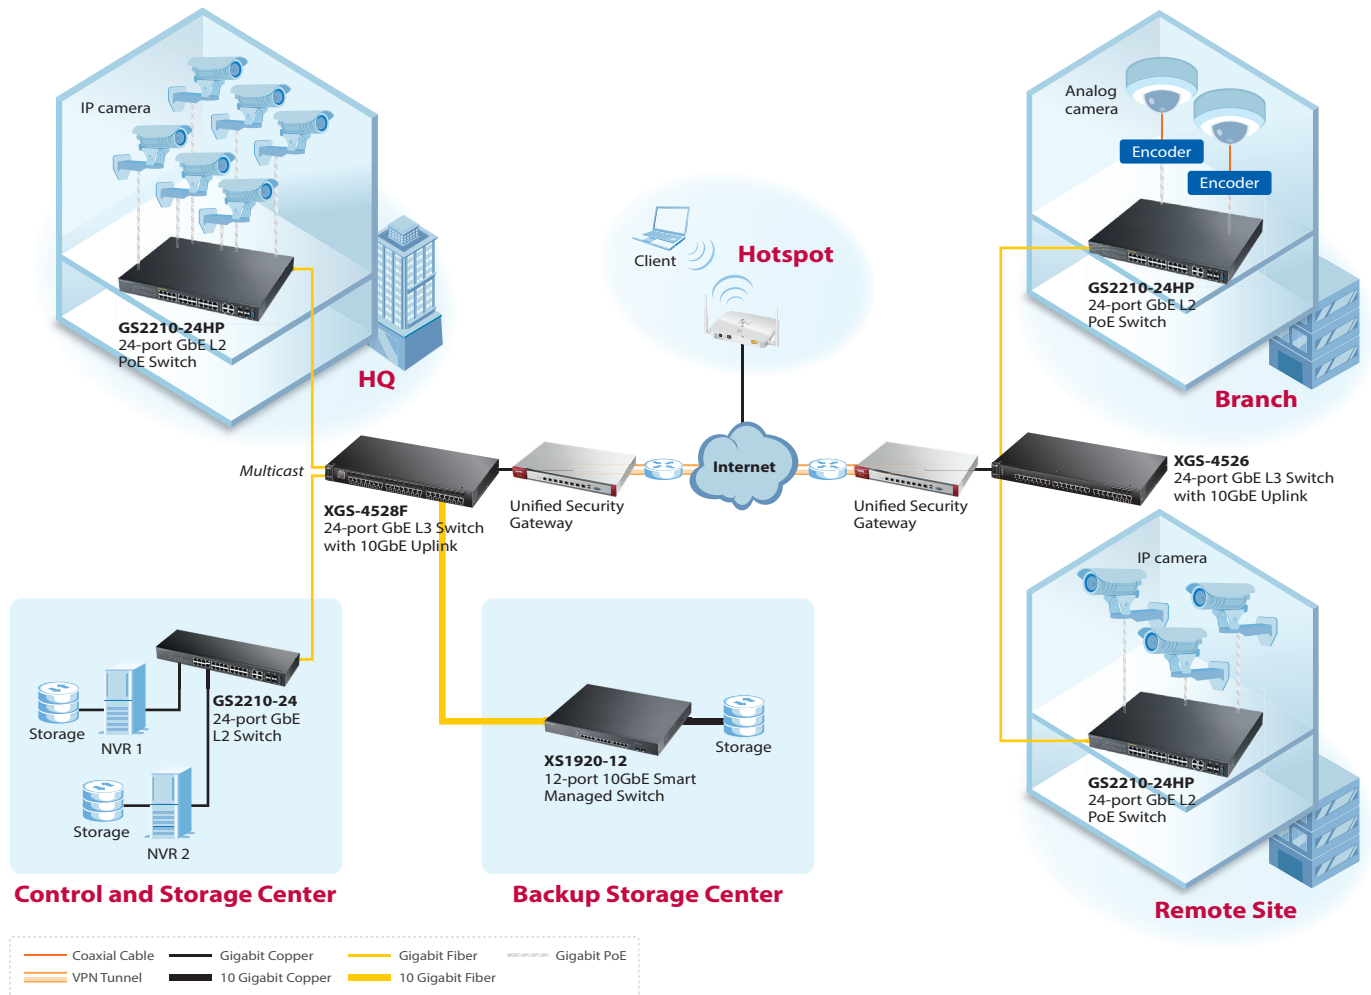 IP camera
GS2210-24HP
24-port GbE L2
PoE Switch
HQ
Client
Hotspot
Analog
camera
Encoder
Encoder
GS2210-24HP
24-port GbE L2
PoE Switch
Branch
Multicast
XGS-4528F
24-port GbE L3 Switch
with 10GbE Uplink
Unified Security
Gateway
Internet
Unified Security
Gateway
XGS-4526
24-port GbE L3 Switch
with 10GbE Uplink
IP camera
GS2210-24HP
24-port GbE L2
PoE Switch
Remote Site
GS2210-24
24-port GbE
L2 Switch
Storage
NVR 1
Storage
NVR 2
Control and Storage Center
XS1920-12
12-port 10GbE Smart
Managed Switch
Storage
Backup Storage Center
Coaxial Cable
Gigabit Copper
Gigabit Fiber
Gigabit PoE
VPN Tunnel
10 Gigabit Copper
10 Gigabit Fiber